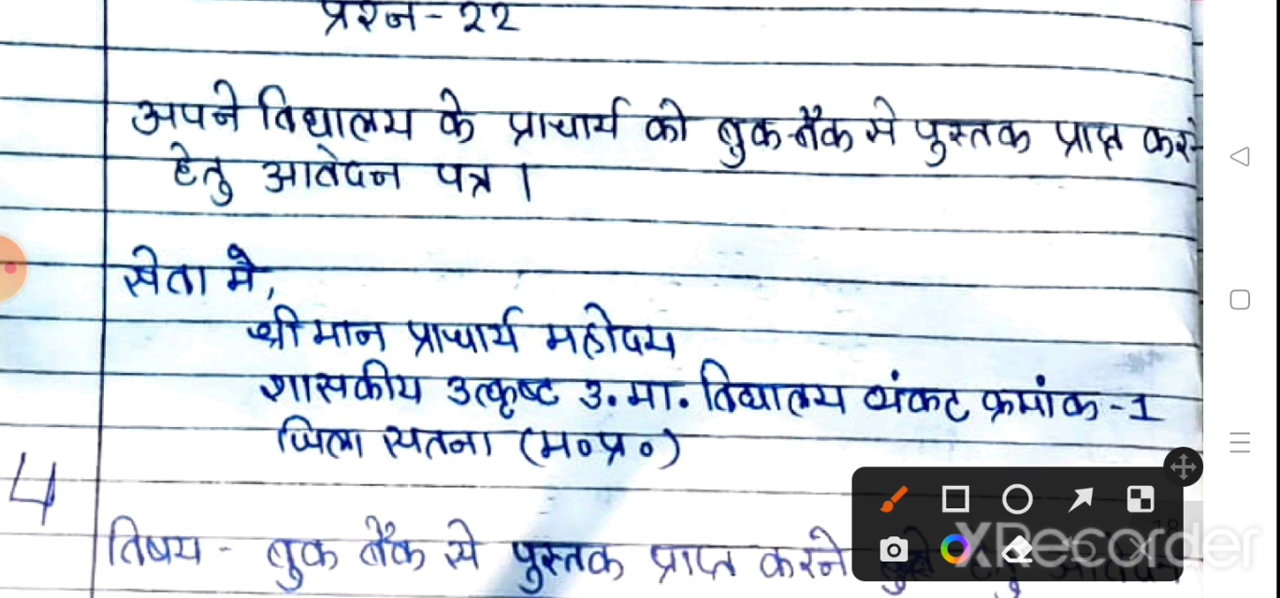 प्रश्न-22
अपने विद्यालय के प्राचार्य को बुक-बैंक मे पुस्तक प्राप्त करने
हेतु आवेदन पत्र।
सेवा मे,
श्रीमान प्राचार्य महोदय
शासकीय उत्कृष्ट उ.मा. विद्यालय व्यंकट क्रमांक-1
जिला सतना (म०प्र०)
4
विषय - बुक बैंक से पुस्तक प्राप्त करने
XRecorder